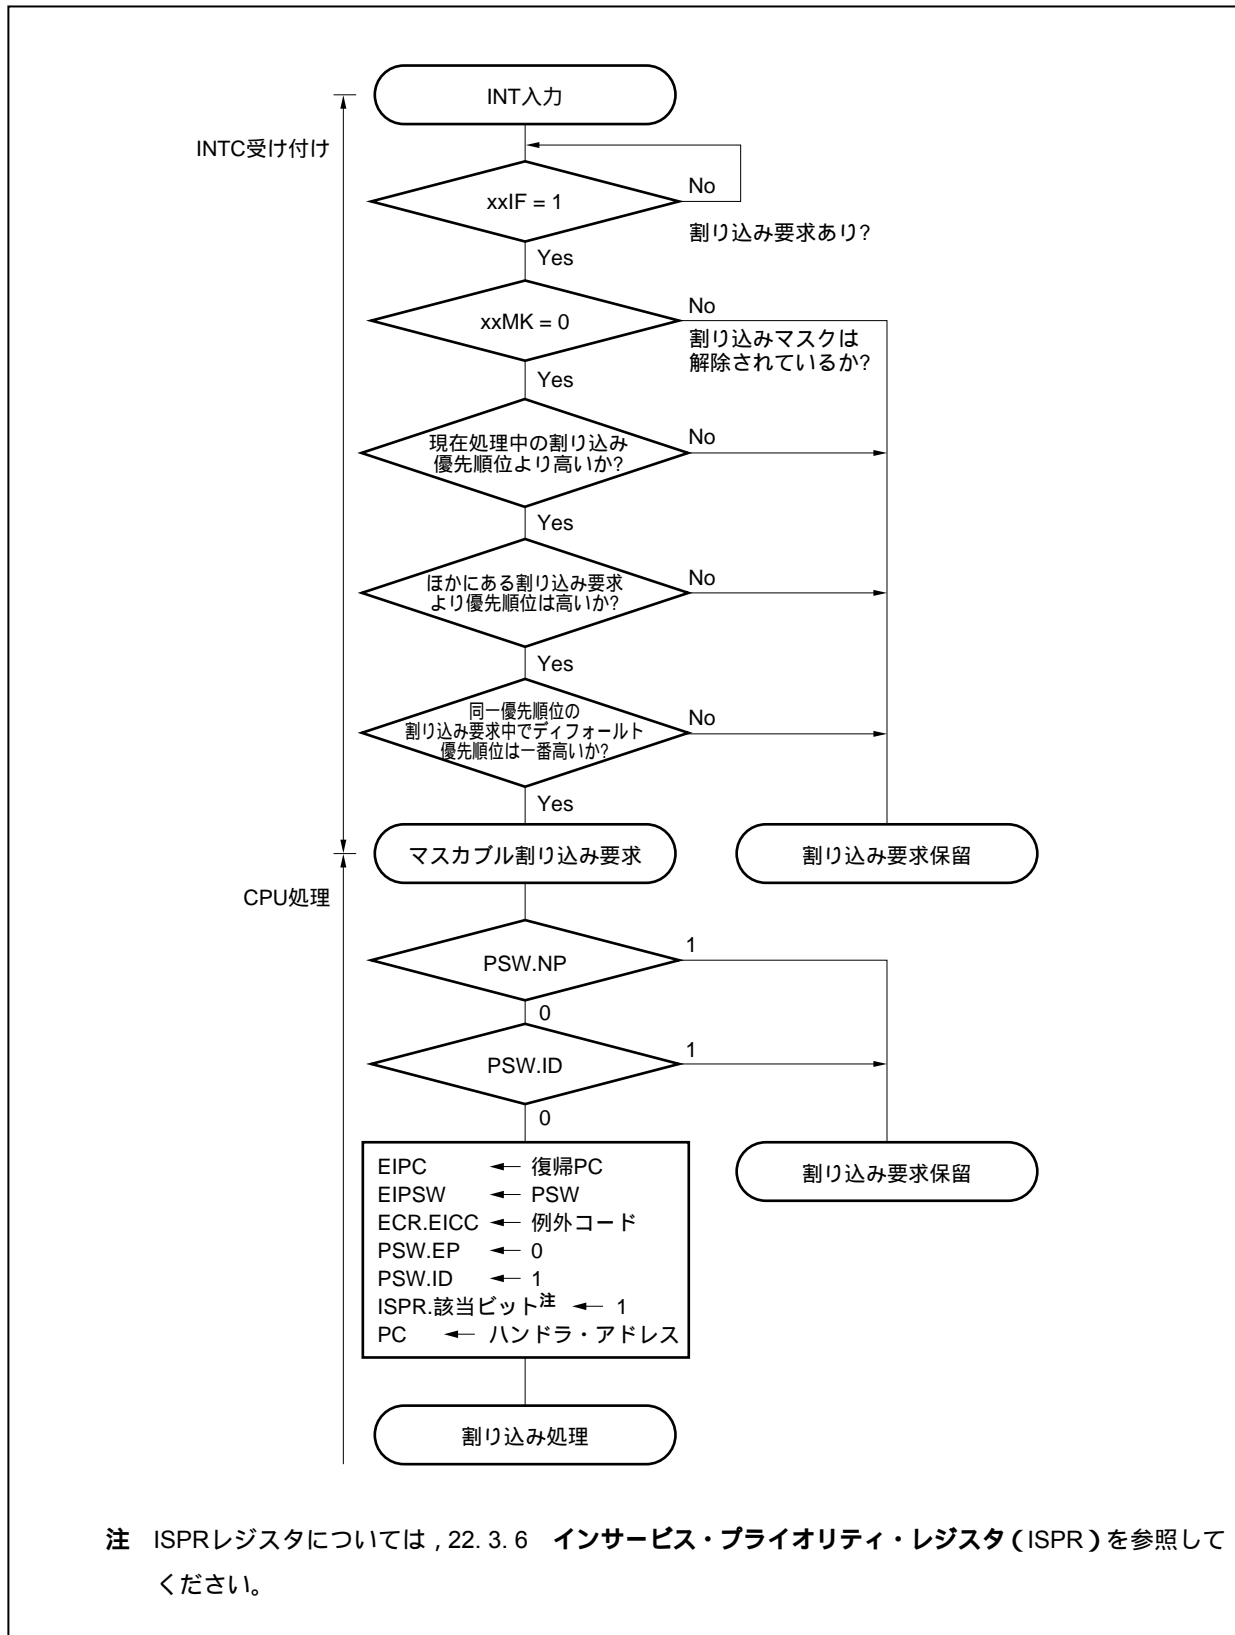 INT入力
INTC受け付け
xxIF = 1
No
割り込み要求あり?
Yes
xxMK = 0
No
割り込みマスクは
解除されているか?
Yes
現在処理中の割り込み
優先順位より高いか?
No
Yes
ほかにある割り込み要求
より優先順位は高いか?
No
Yes
同一優先順位の
割り込み要求中でディフォールト
優先順位は一番高いか?
No
Yes
マスカブル割り込み要求
割り込み要求保留
CPU処理
PSW.NP
1
0
PSW.ID
1
0
EIPC ← 復帰PC
EIPSW ← PSW
ECR.EICC ← 例外コード
PSW.EP ← 0
PSW.ID ← 1
ISPR.該当ビット注 ← 1
PC ← ハンドラ・アドレス
割り込み要求保留
割り込み処理
注 ISPRレジスタについては,22. 3. 6 インサービス・プライオリティ・レジスタ(ISPR)を参照して
ください。